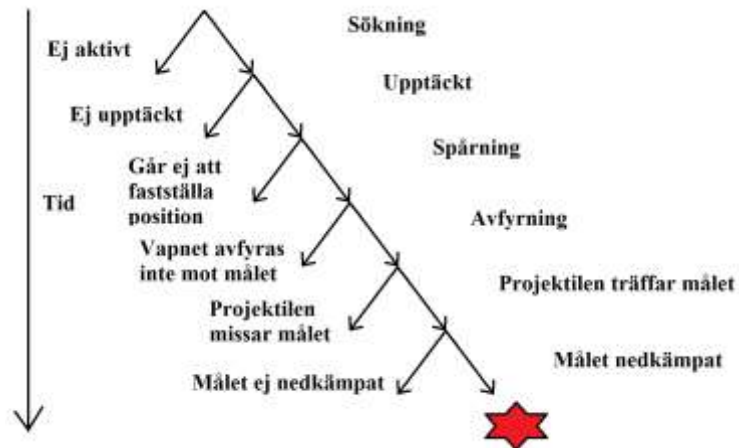 Sökning
Ej aktivt
Upptäckt
Ej upptäckt
Spårning
Går ej att
fastställa
position
Tid
Avfyrning
Vapnet avfyras
inte mot målet
Projektilen träffar målet
Projektilen
missar målet
Målet nedkämpat
Målet ej nedkämpat